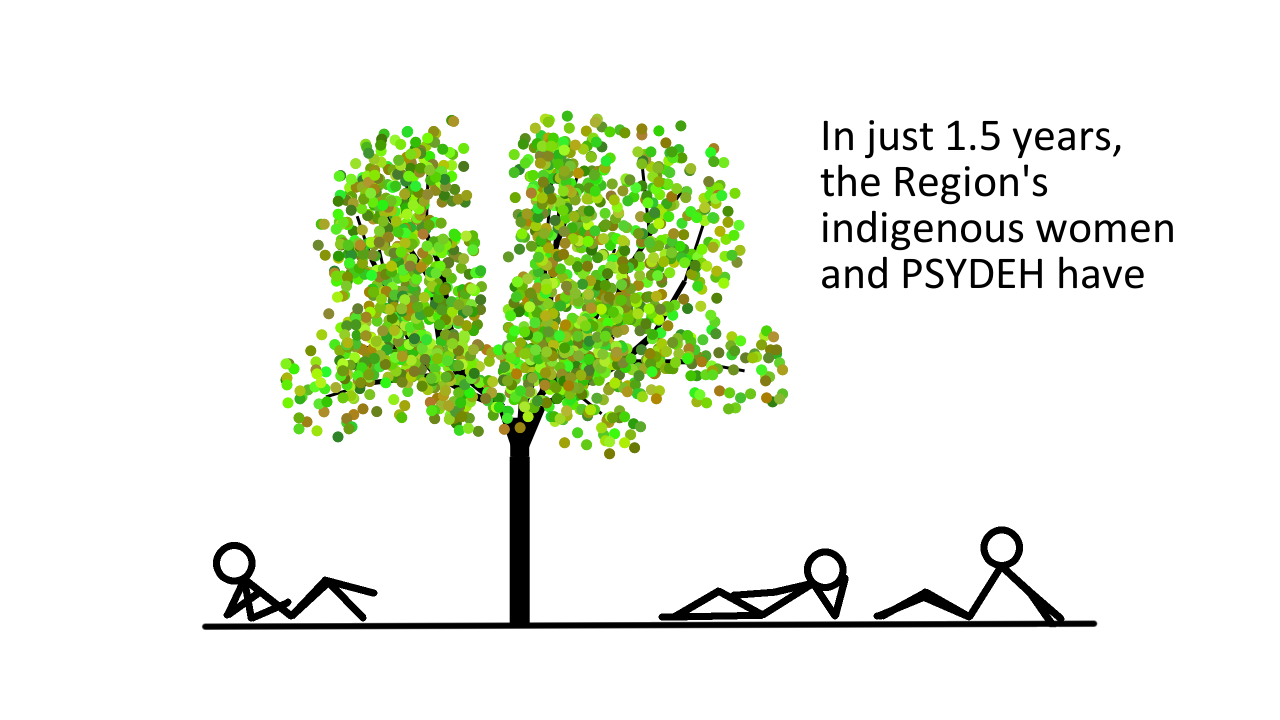 In just 1.5 years,
the Region's
indigenous women
and PSYDEH have